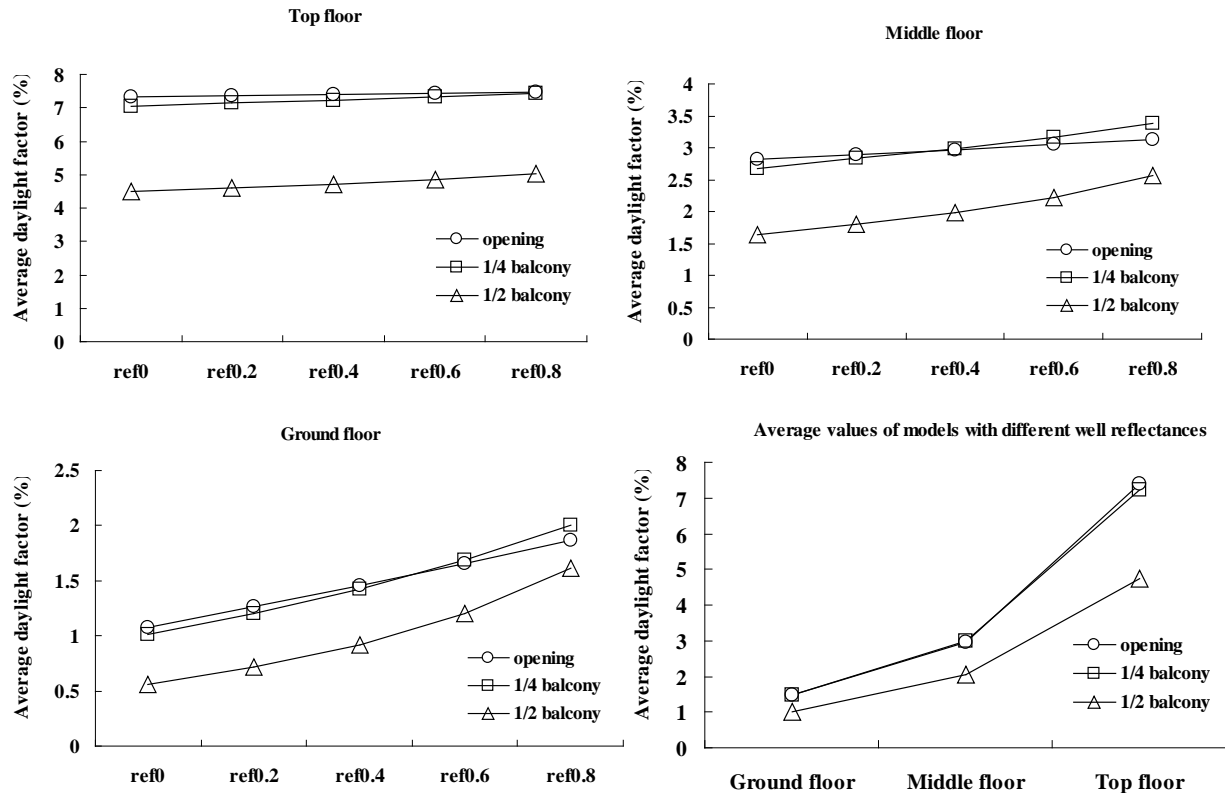 Top floor
Average daylight factor (%)
8
7
6
5
4
3
2
1
0
opening
1/4 balcony
1/2 balcony
ref0 ref0.2 ref0.4 ref0.6 ref0.8
Middle floor
Average daylight factor (%)
4
3.5
3
2.5
2
1.5
1
0.5
0
opening
1/4 balcony
1/2 balcony
ref0 ref0.2 ref0.4 ref0.6 ref0.8
Ground floor
Average daylight factor (%)
2.5
2
1.5
1
0.5
0
opening
1/4 balcony
1/2 balcony
ref0 ref0.2 ref0.4 ref0.6 ref0.8
Average values of models with different well reflectances
Average daylight factor (%)
8
7
6
5
4
3
2
1
0
opening
1/4 balcony
1/2 balcony
Ground floor Middle floor Top floor